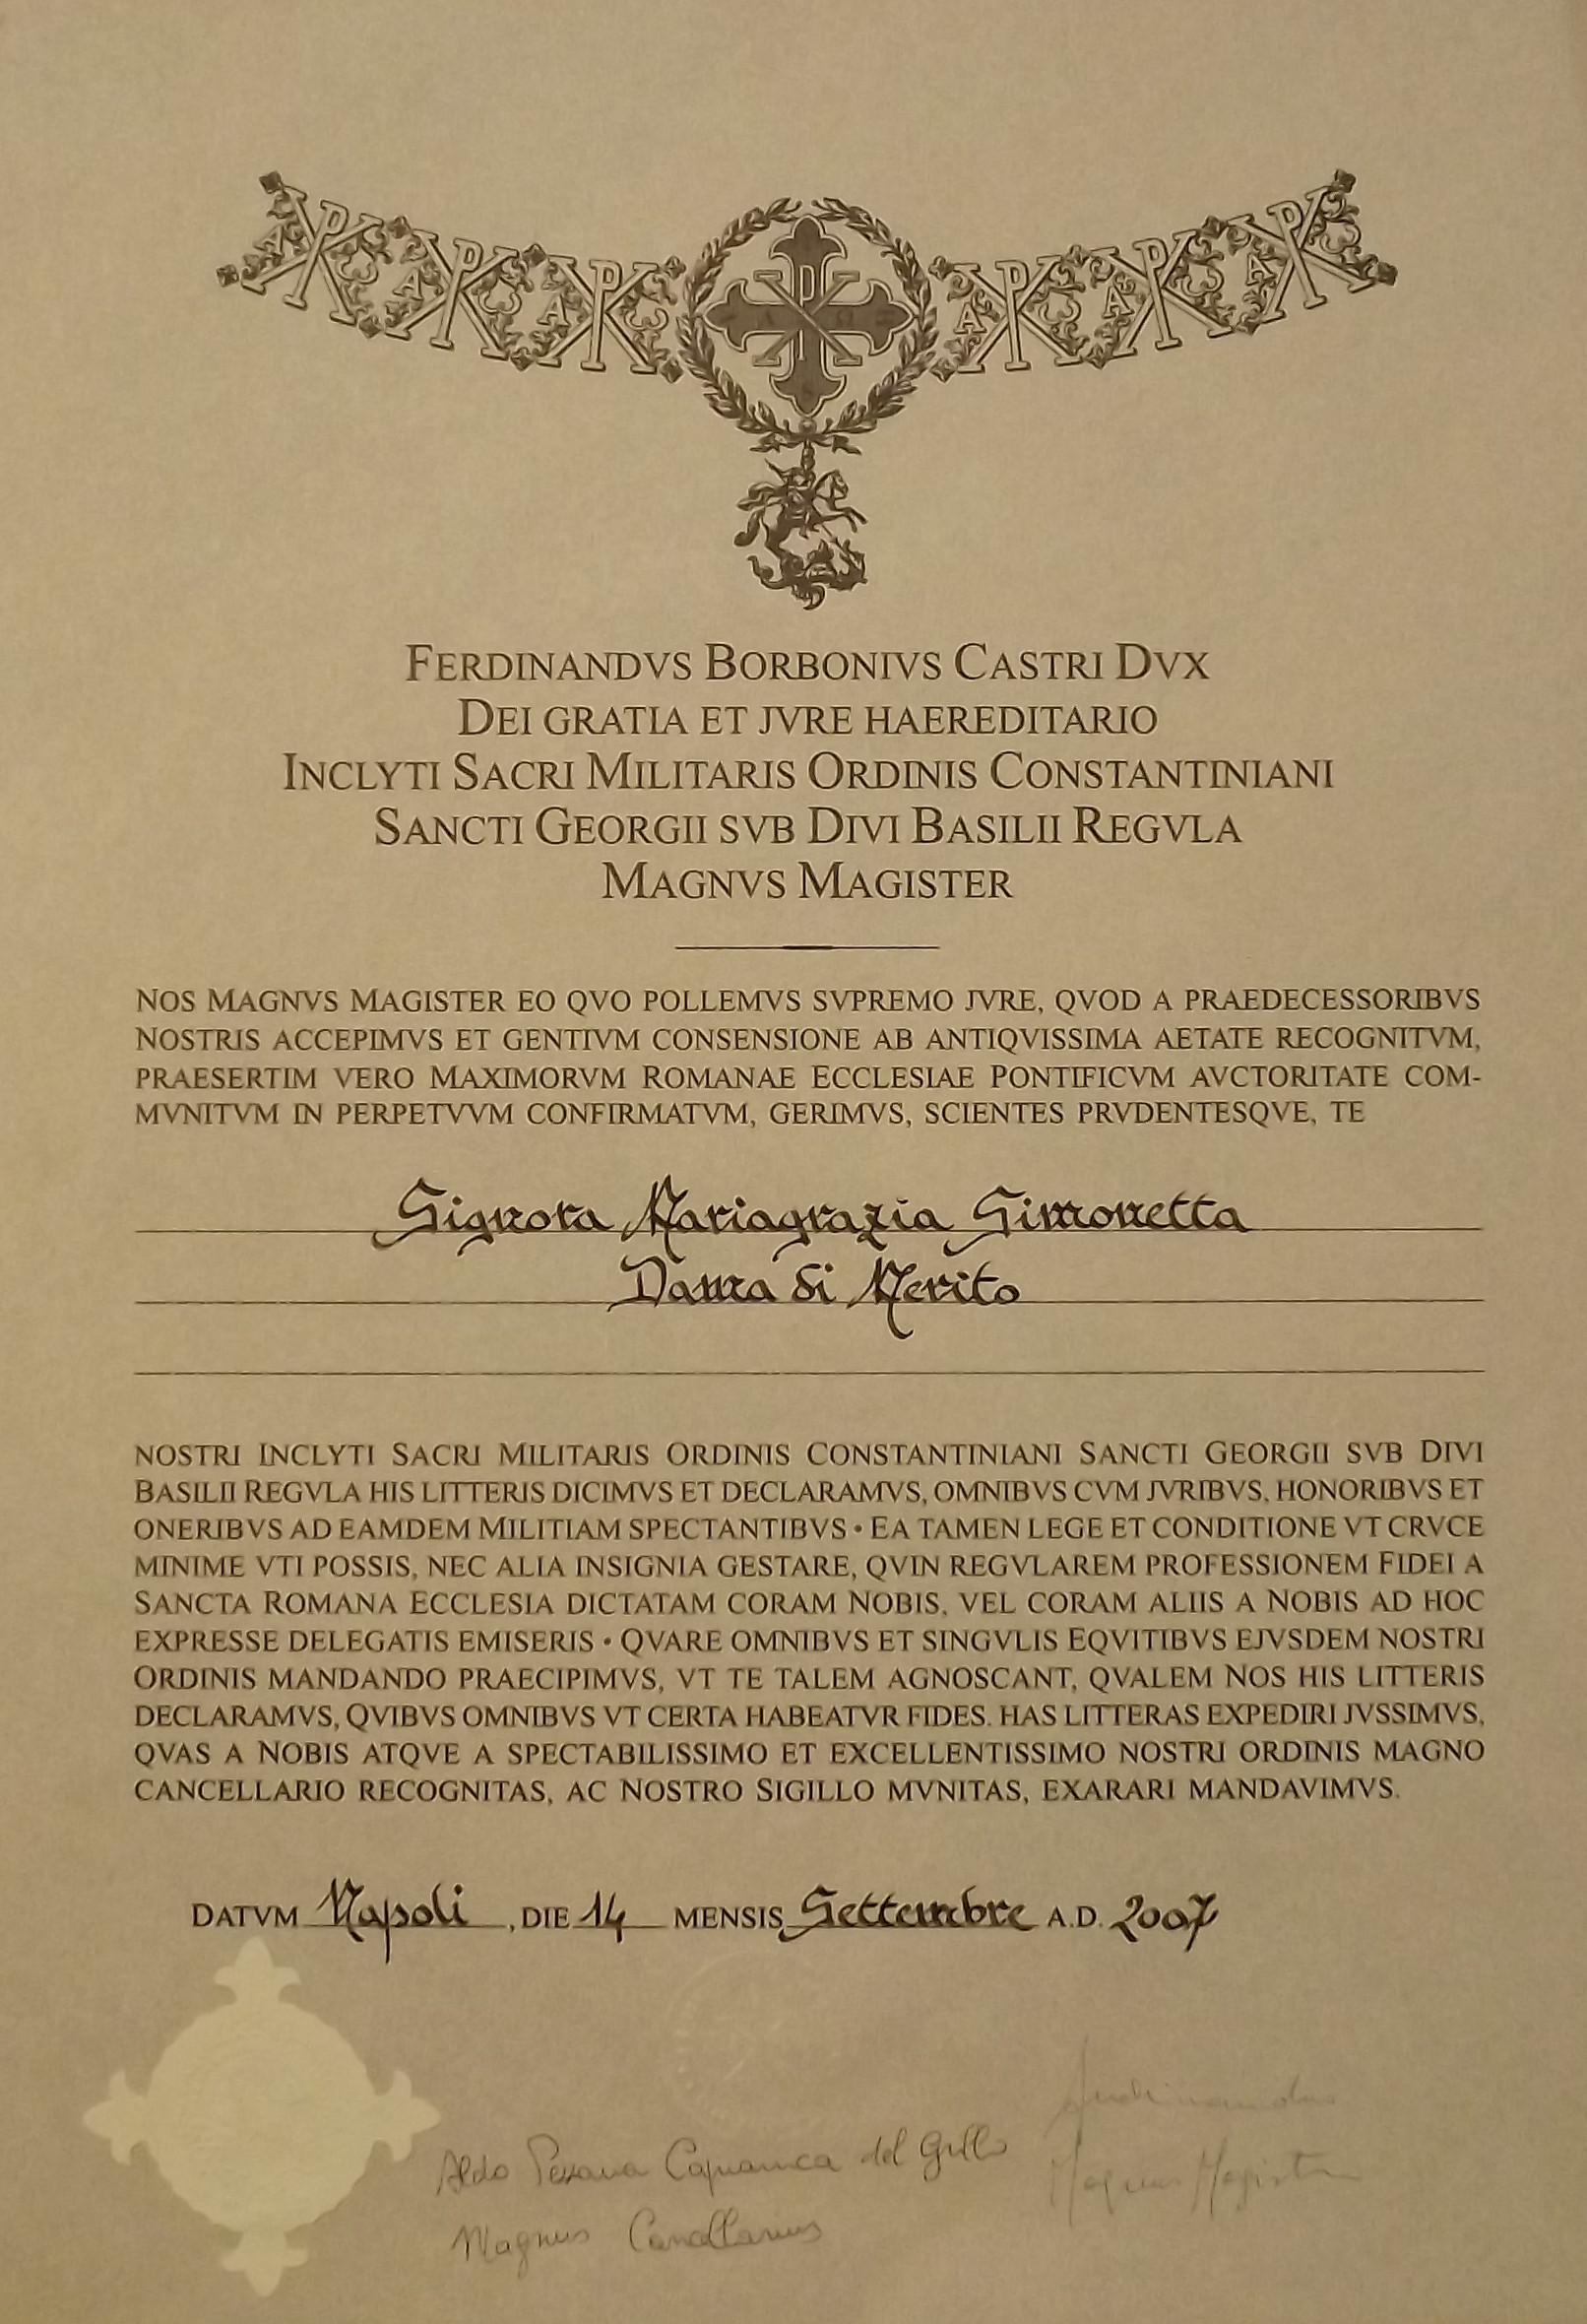 FERDINANDVS BORBONIVS CASTRI DVX
DEI GRATIA ET JVRE HAEREDITARIO
INCLYTI SACRI MILITARIS ORDINIS CONSTANTINIANI
SANCTI GEORGII SVB DIVI BASILII REGVLA
MAGNVS MAGISTER
NOS MAGNVS MAGISTER EO QVO POLLEMVS SVPREMO JVRE, QVOD A PRAEDECESSORIBVS
NOSTRIS ACCEPIMVS ET GENTIVM CONSENSIONE AB ANTIQVISSIMA AETATE RECOGNITVM,
PRAESERTIM VERO MAXIMORVM ROMANAE ECCLESIAE PONTIFICVM AVCTORITATE COM-
MVNITVM IN PERPETVVM CONFIRMATVM, GERIMVS, SCIENTES PRVDENTESQVE, TE
Signora Mariagrazia Simonetta
Dama di Merito
NOSTRI INCLYTI SACRI MILITARIS ORDINIS CONSTANTINIANI SANCTI GEORGII SVB DIVI
BASILII REGVLA HIS LITTERIS DICIMVS ET DECLARAMVS, OMNIBVS CVM JVRIBVS, HONORIBVS ET
ONERIBVS AD EAMDEM MILITIAM SPECTANTIBVS • EA TAMEN LEGE ET CONDITIONE VT CRVCE
MINIME VTI POSSIS, NEC ALIA INSIGNIA GESTARE, QVIN REGVLAREM PROFESSIONEM FIDEI A
SANCTA ROMANA ECCLESIA DICTATAM CORAM NOBIS, VEL CORAM ALIIS A NOBIS AD HOC
EXPRESSE DELEGATIS EMISERIS • QVARE OMNIBVS ET SINGVLIS EQVITIBVS EJVSDEM NOSTRI
ORDINIS MANDANDO PRAECIPIMVS, VT TE TALEM AGNOSCANT, QVALEM NOS HIS LITTERIS
DECLARAMVS, QVIBVS OMNIBVS VT CERTA HABEATVR FIDES. HAS LITTERAS EXPEDIRI JVSSIMVS,
QVAS A NOBIS ATQVE A SPECTABILISSIMO ET EXCELLENTISSIMO NOSTRI ORDINIS MAGNO
CANCELLARIO RECOGNITAS, AC NOSTRO SIGILLO MVNITAS, EXARARI MANDAVIMVS.
DATVM Napoli, DIE 14 MENSIS Settembre A.D. 2007
Ferdinandus
Aldo Pezzana Capranica del Grillo
Magnus Magister
Magnus Cancellarius